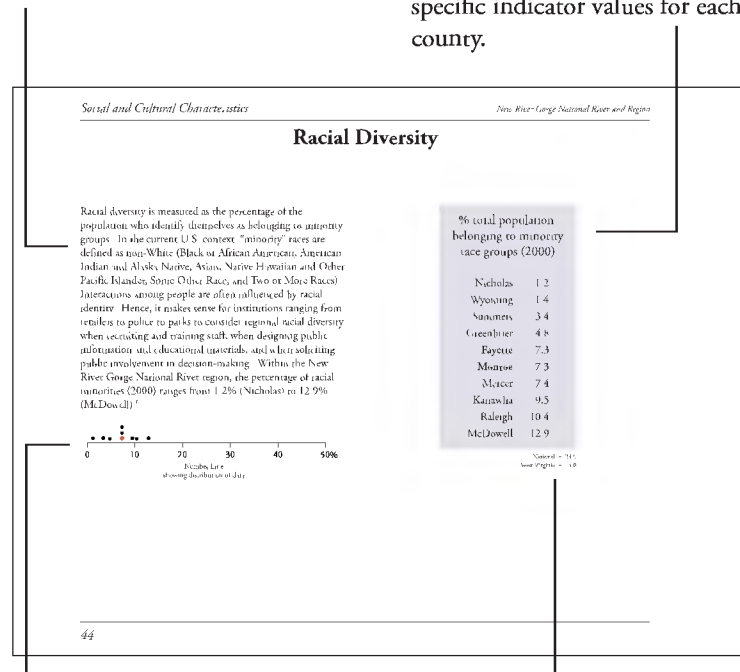 specific indicator values for each
county.
Social and Cultural Characteristics
New River Gorge National River and Region
Racial Diversity
Racial diversity is measured as the percentage of the
population who identify themselves as belonging to minority
groups. In the current U.S. context, "minority" races are
defined as non-White (Black or African American, American
Indian and Alaska Native, Asian, Native Hawaiian and Other
Pacific Islander, Some Other Race, and Two or More Races)
Interactions among people are often influenced by racial
identity. Hence, it makes sense for institutions ranging from
retailers to police to parks to consider regional racial diversity
when recruiting and training staff, when designing public
information and educational materials, and when soliciting
public involvement in decision-making. Within the New
River Gorge National River region, the percentage of racial
minorities (2000) ranges from 1.2% (Nicholas) to 12.9%
(McDowell)
0 10 20 30 40 50%
Number Line
showing distribution of data
% total population
belonging to minority
race groups (2000)
Nicholas 1.2
Wyoming 1.4
Summers 3.4
Greenbrier 4.8
Fayette 7.3
Monroe 7.3
Mercer 7.4
Kanawha 9.5
Raleigh 10.4
McDowell 12.9
National =
West Virginia =
44